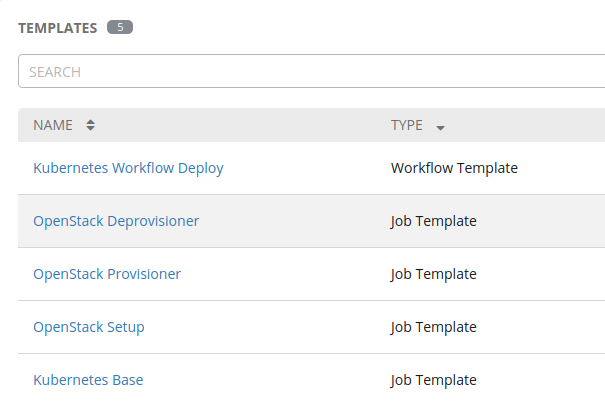 TEMPLATES 5
SEARCH
NAME TYPE
Kubernetes Workflow Deploy Workflow Template
OpenStack Deprovisioner Job Template
OpenStack Provisioner Job Template
OpenStack Setup Job Template
Kubernetes Base Job Template